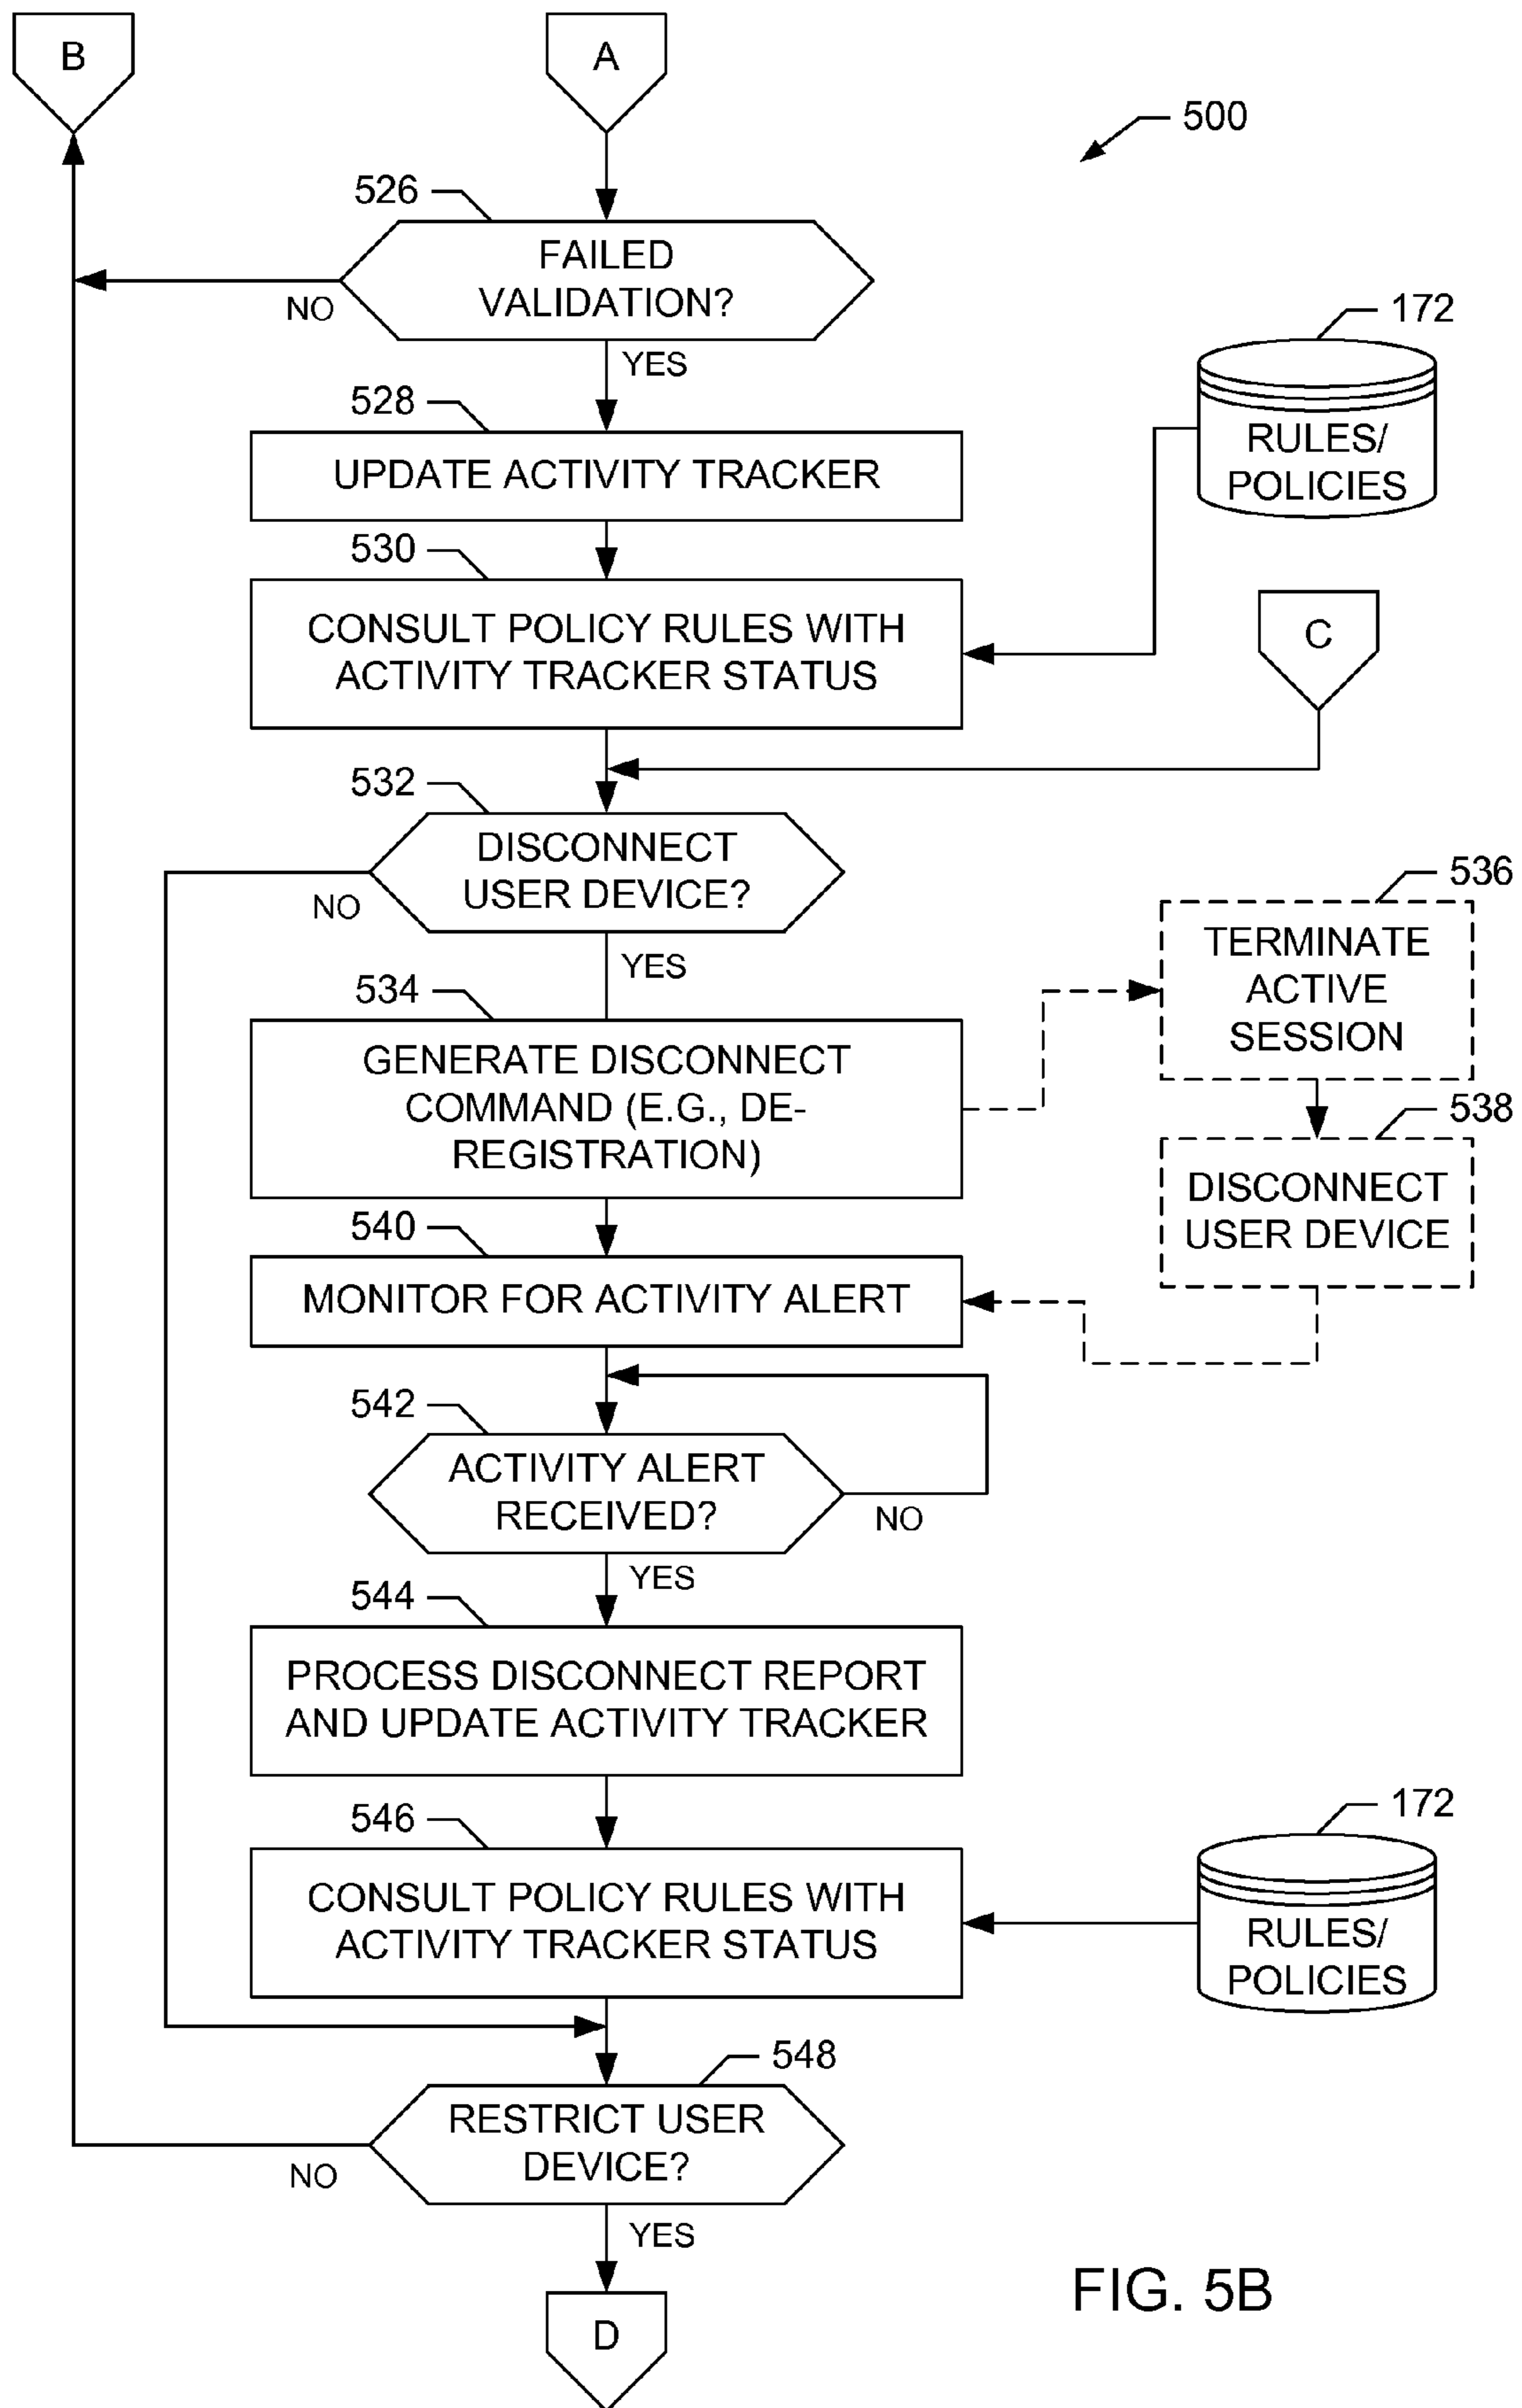 B
A
500
526
FAILED
VALIDATION?
NO
YES
172
RULES/
POLICIES
528
UPDATE ACTIVITY TRACKER
530
CONSULT POLICY RULES WITH
ACTIVITY TRACKER STATUS
C
532
DISCONNECT
USER DEVICE?
NO
YES
536
TERMINATE
ACTIVE
SESSION
534
GENERATE DISCONNECT
COMMAND (E.G., DE-
REGISTRATION)
538
DISCONNECT
USER DEVICE
540
MONITOR FOR ACTIVITY ALERT
542
ACTIVITY ALERT
RECEIVED?
NO
YES
544
PROCESS DISCONNECT REPORT
AND UPDATE ACTIVITY TRACKER
546
CONSULT POLICY RULES WITH
ACTIVITY TRACKER STATUS
172
RULES/
POLICIES
548
RESTRICT USER
DEVICE?
NO
YES
D
FIG. 5B